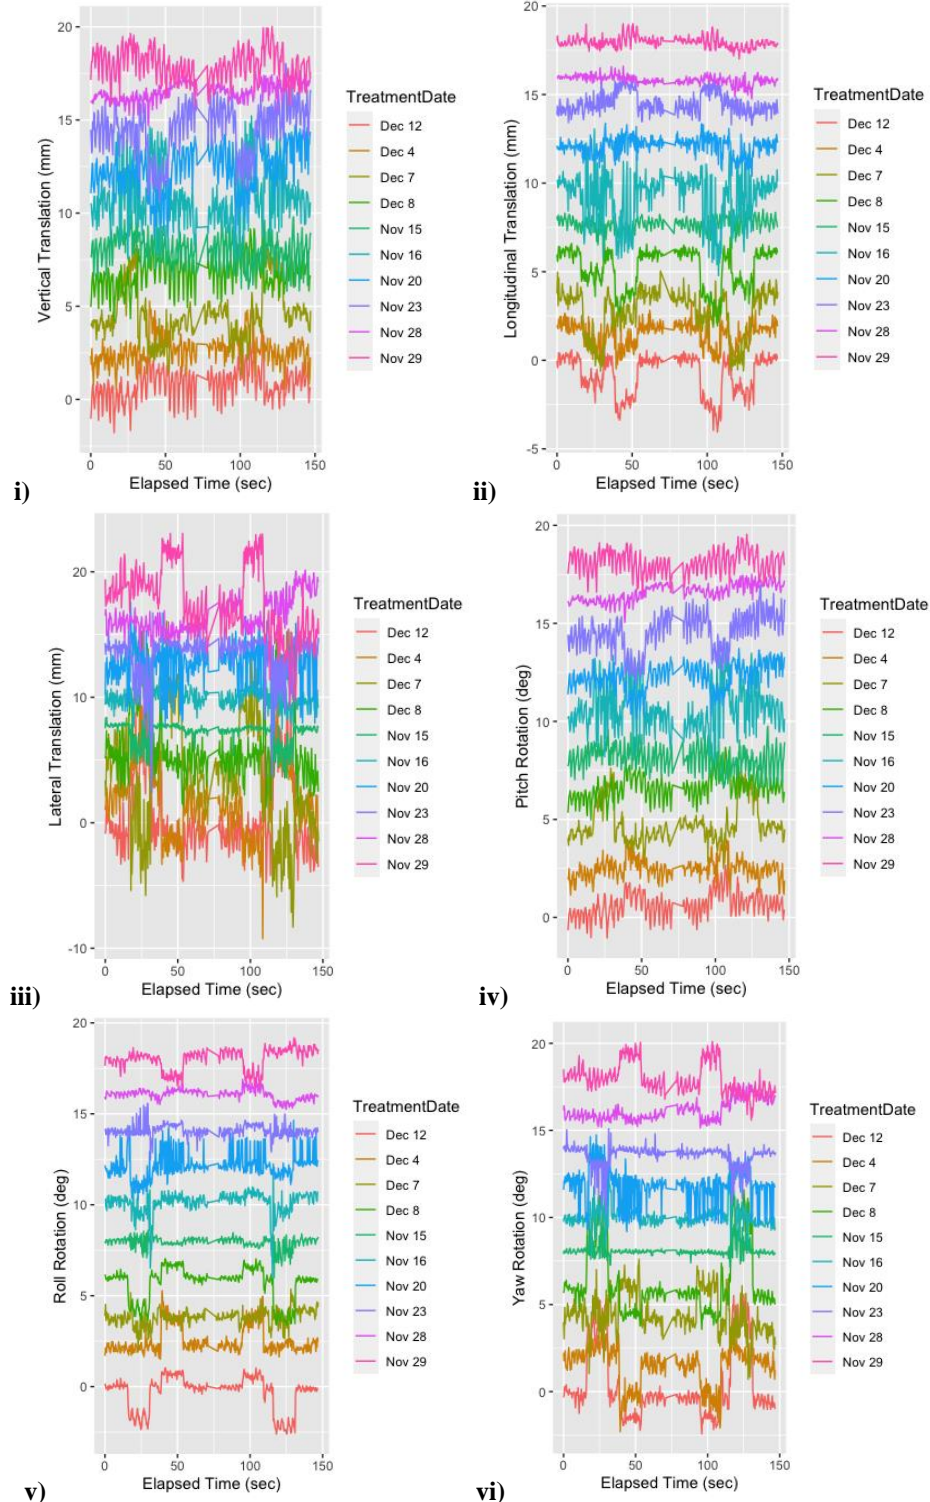 20
15
10
5
0
Vertical Translation (mm)
0 50 100 150
Elapsed Time (sec)
TreatmentDate
Dec 12
Dec 4
Dec 7
Dec 8
Nov 15
Nov 16
Nov 20
Nov 23
Nov 28
Nov 29
i)
20
15
10
5
0
-5
Longitudinal Translation (mm)
0 50 100 150
Elapsed Time (sec)
TreatmentDate
Dec 12
Dec 4
Dec 7
Dec 8
Nov 15
Nov 16
Nov 20
Nov 23
Nov 28
Nov 29
ii)
20
10
0
-10
Lateral Translation (mm)
0 50 100 150
Elapsed Time (sec)
TreatmentDate
Dec 12
Dec 4
Dec 7
Dec 8
Nov 15
Nov 16
Nov 20
Nov 23
Nov 28
Nov 29
iii)
20
15
10
5
0
Pitch Rotation (deg)
0 50 100 150
Elapsed Time (sec)
TreatmentDate
Dec 12
Dec 4
Dec 7
Dec 8
Nov 15
Nov 16
Nov 20
Nov 23
Nov 28
Nov 29
iv)
20
15
10
5
0
Roll Rotation (deg)
0 50 100 150
Elapsed Time (sec)
TreatmentDate
Dec 12
Dec 4
Dec 7
Dec 8
Nov 15
Nov 16
Nov 20
Nov 23
Nov 28
Nov 29
v)
20
15
10
5
0
Yaw Rotation (deg)
0 50 100 150
Elapsed Time (sec)
TreatmentDate
Dec 12
Dec 4
Dec 7
Dec 8
Nov 15
Nov 16
Nov 20
Nov 23
Nov 28
Nov 29
vi)